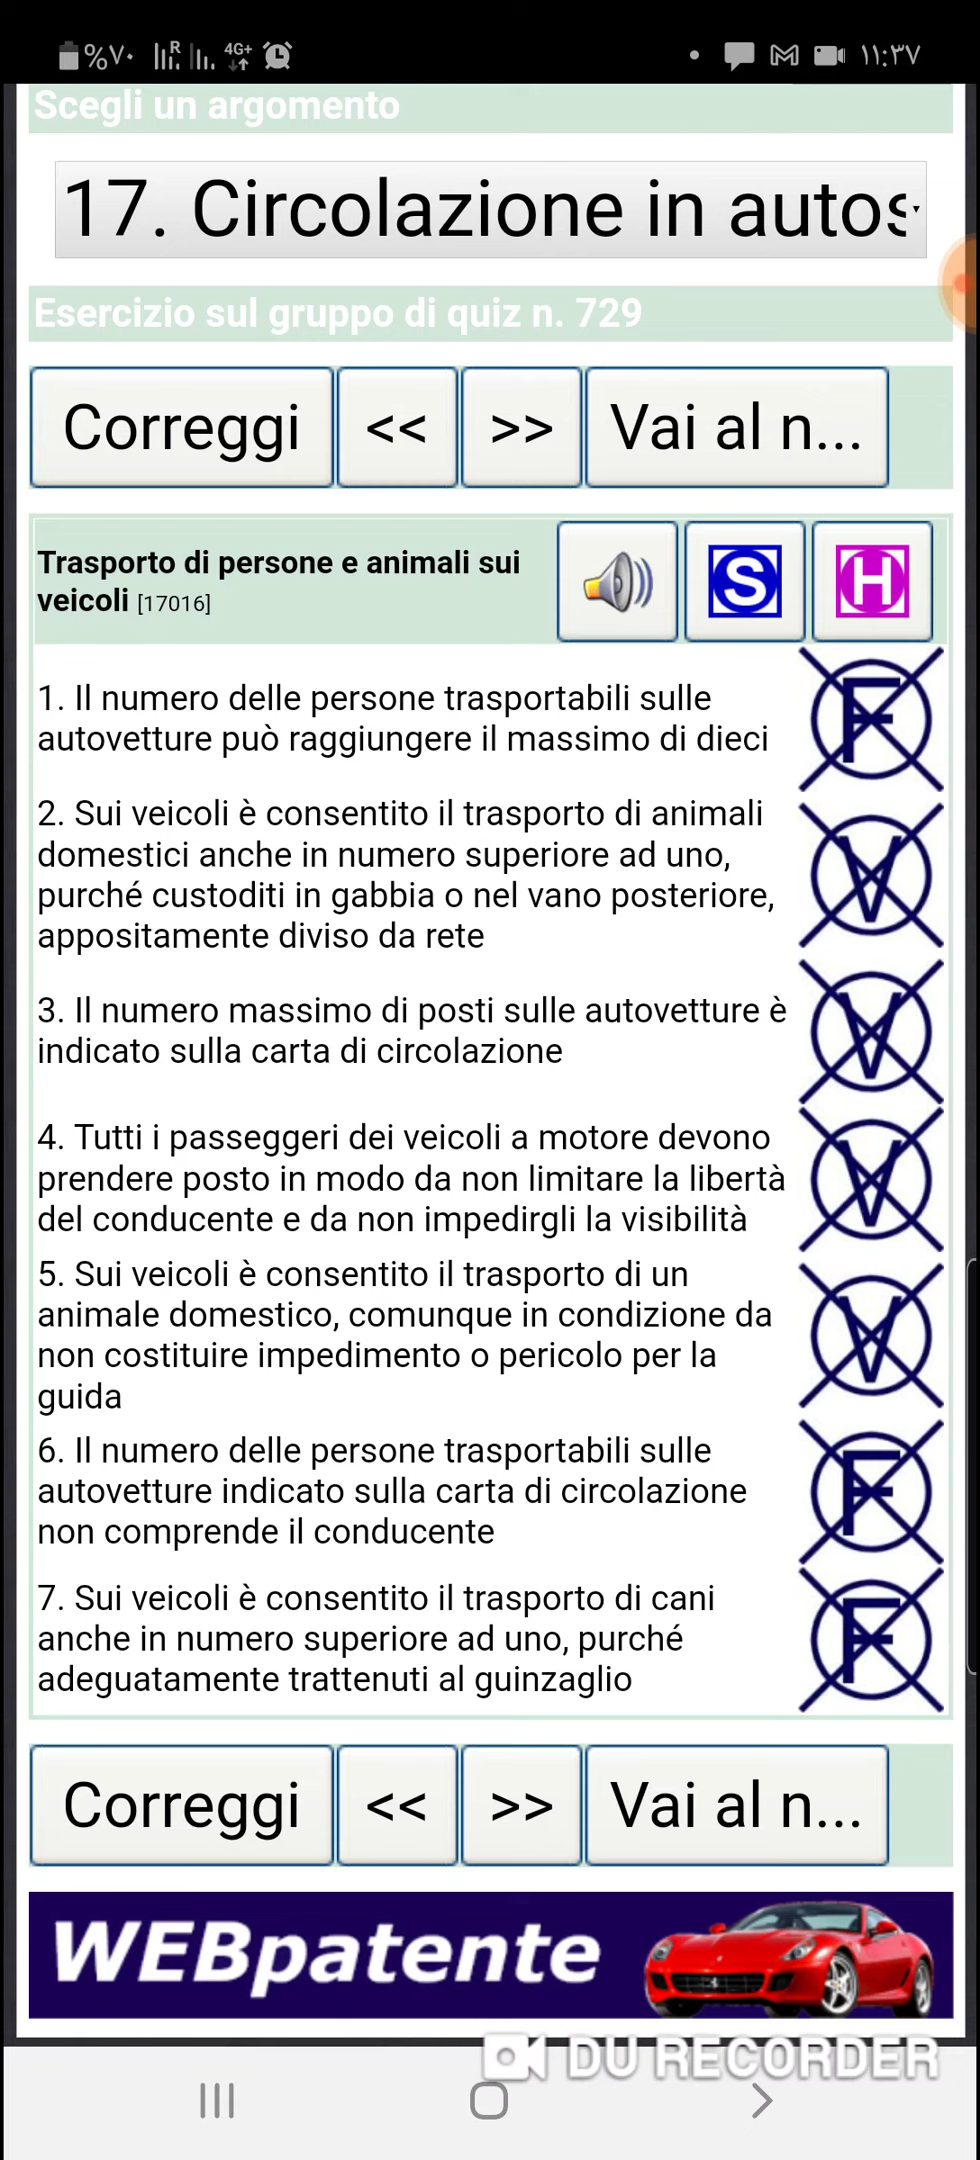 %۷۰ R 4G+ ۱۱:۳۷
Scegli un argomento
17. Circolazione in autos
Esercizio sul gruppo di quiz n. 729
Correggi << >> Vai al n...
Trasporto di persone e animali sui
veicoli [17016]
S H
1. Il numero delle persone trasportabili sulle
autovetture può raggiungere il massimo di dieci
F
2. Sui veicoli è consentito il trasporto di animali
domestici anche in numero superiore ad uno,
purché custoditi in gabbia o nel vano posteriore,
appositamente diviso da rete
V
3. Il numero massimo di posti sulle autovetture è
indicato sulla carta di circolazione
V
4. Tutti i passeggeri dei veicoli a motore devono
prendere posto in modo da non limitare la libertà
del conducente e da non impedirgli la visibilità
V
5. Sui veicoli è consentito il trasporto di un
animale domestico, comunque in condizione da
non costituire impedimento o pericolo per la
guida
V
6. Il numero delle persone trasportabili sulle
autovetture indicato sulla carta di circolazione
non comprende il conducente
F
7. Sui veicoli è consentito il trasporto di cani
anche in numero superiore ad uno, purché
adeguatamente trattenuti al guinzaglio
F
Correggi << >> Vai al n...
WEBpatente
DU RECORDER